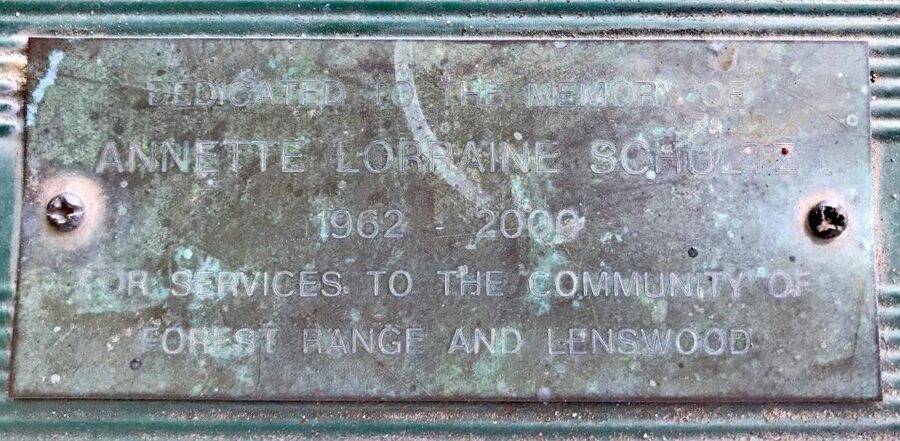 DEDICATED TO THE MEMORY OF
ANNETTE LORRAINE SCHULTZ
1962 - 2000
FOR SERVICES TO THE COMMUNITY OF
FOREST RANGE AND LENSWOOD